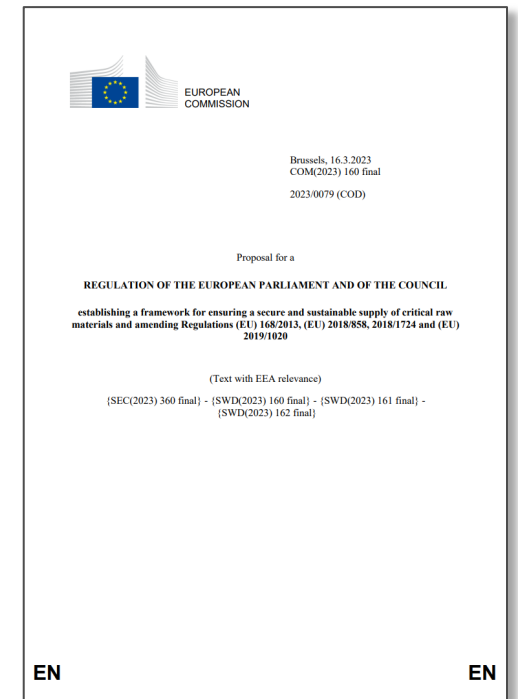 EUROPEAN
COMMISSION
Brussels, 16.3.2023
COM(2023) 160 final
2023/0079 (COD)
Proposal for a
REGULATION OF THE EUROPEAN PARLIAMENT AND OF THE COUNCIL
establishing a framework for ensuring a secure and sustainable supply of critical raw
materials and amending Regulations (EU) 168/2013, (EU) 2018/858, 2018/1724 and (EU)
2019/1020
(Text with EEA relevance)
{SEC(2023) 360 final} - {SWD(2023) 160 final} - {SWD(2023) 161 final} -
{SWD(2023) 162 final}
EN EN